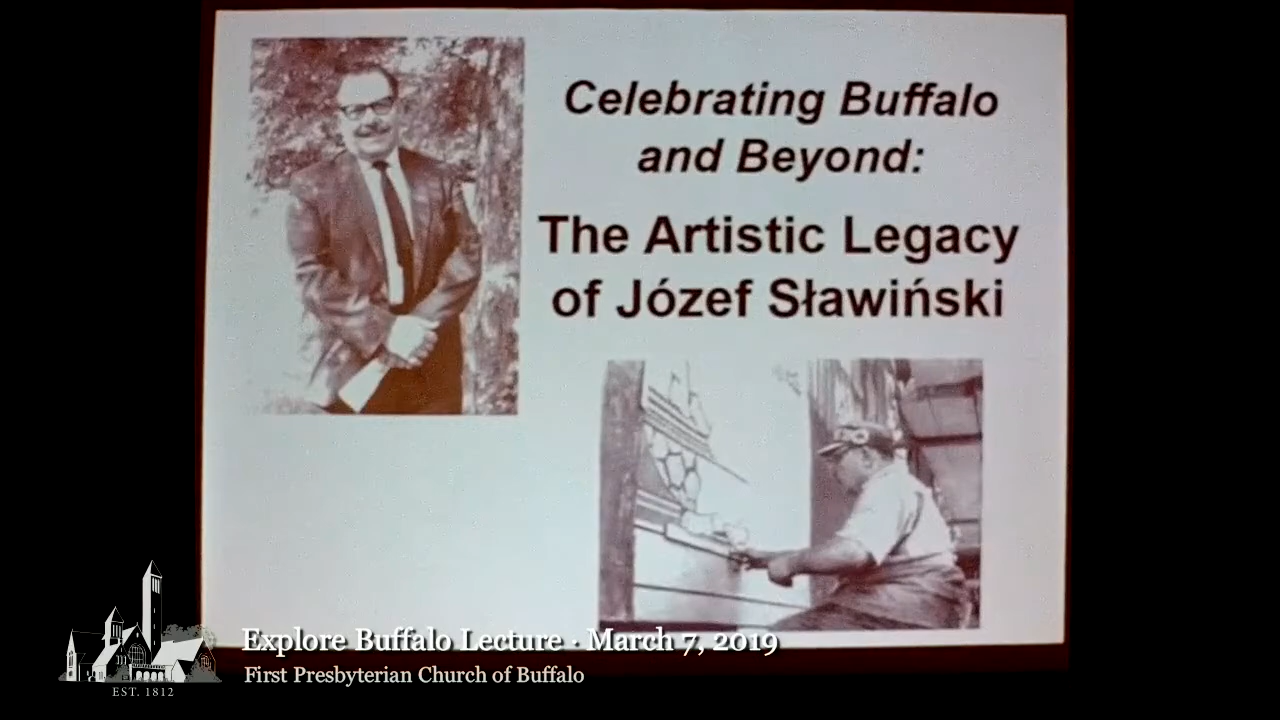 Celebrating Buffalo
and Beyond:
The Artistic Legacy
of Józef Sławiński
Explore Buffalo Lecture · March 7, 2019
First Presbyterian Church of Buffalo
EST. 1812